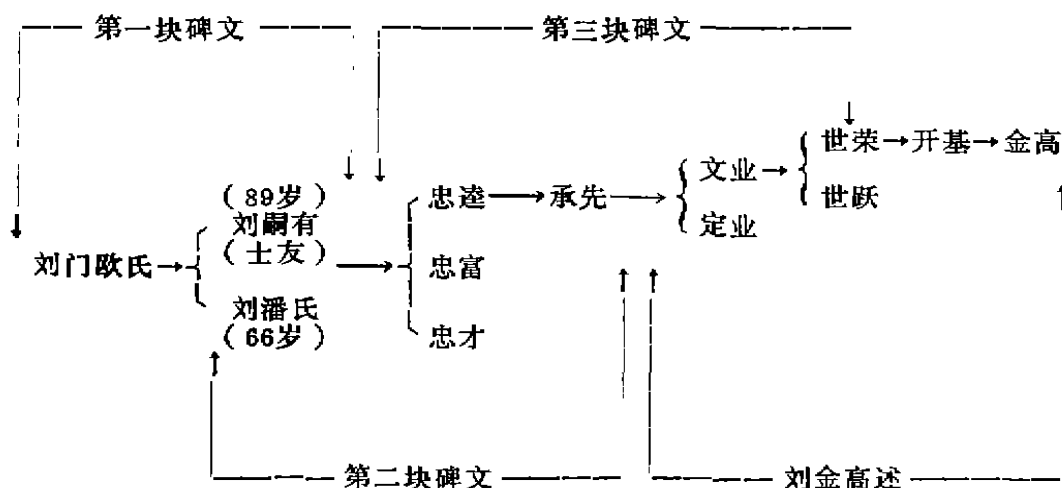 第一块碑文 第三块碑文
世荣→开基→金高
文业→
(89岁) 忠逵→承先→ 世跃
刘嗣有 定业
刘门欧氏→ (士友) → 忠富
刘潘氏
(66岁) 忠才
第二块碑文 刘金高述